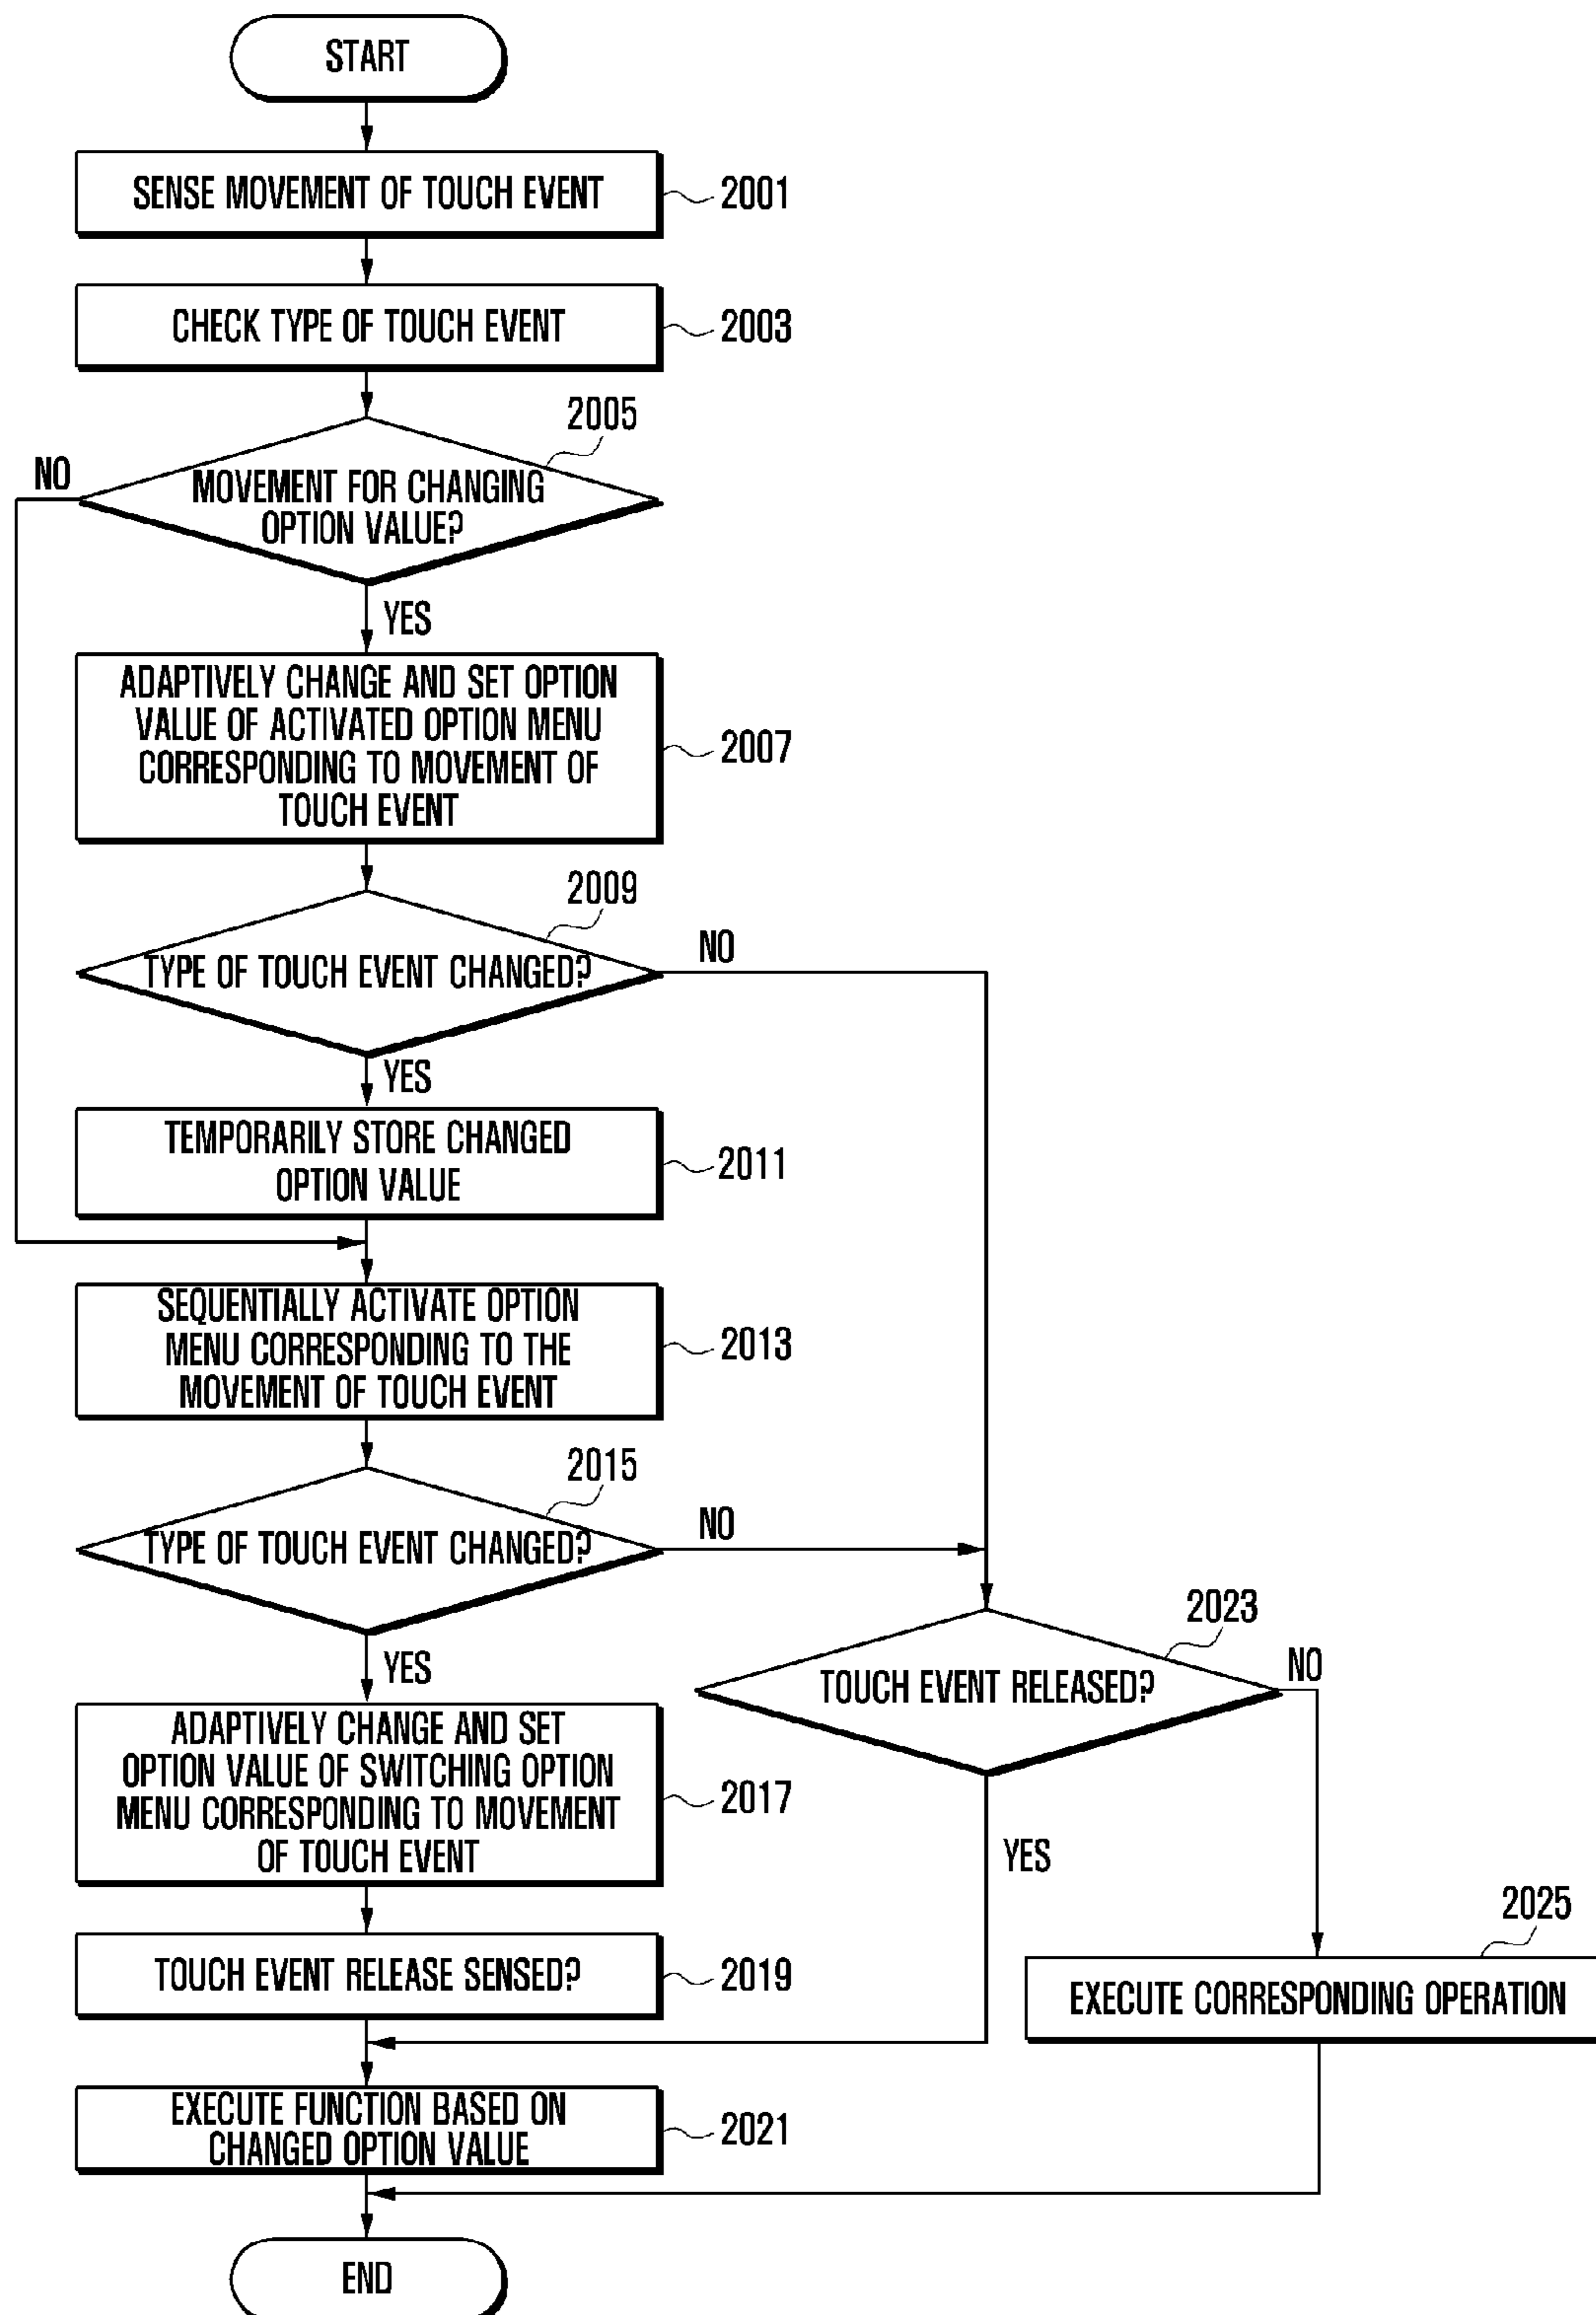 START
SENSE MOVEMENT OF TOUCH EVENT
2001
CHECK TYPE OF TOUCH EVENT
2003
2005
NO
MOVEMENT FOR CHANGING
OPTION VALUE?
YES
ADAPTIVELY CHANGE AND SET OPTION
VALUE OF ACTIVATED OPTION MENU
CORRESPONDING TO MOVEMENT OF
TOUCH EVENT
2007
2009
TYPE OF TOUCH EVENT CHANGED?
NO
YES
TEMPORARILY STORE CHANGED
OPTION VALUE
2011
SEQUENTIALLY ACTIVATE OPTION
MENU CORRESPONDING TO THE
MOVEMENT OF TOUCH EVENT
2013
2015
TYPE OF TOUCH EVENT CHANGED?
NO
YES
2023
TOUCH EVENT RELEASED?
NO
YES
ADAPTIVELY CHANGE AND SET
OPTION VALUE OF SWITCHING OPTION
MENU CORRESPONDING TO MOVEMENT
OF TOUCH EVENT
2017
TOUCH EVENT RELEASE SENSED?
2019
2025
EXECUTE CORRESPONDING OPERATION
EXECUTE FUNCTION BASED ON
CHANGED OPTION VALUE
2021
END